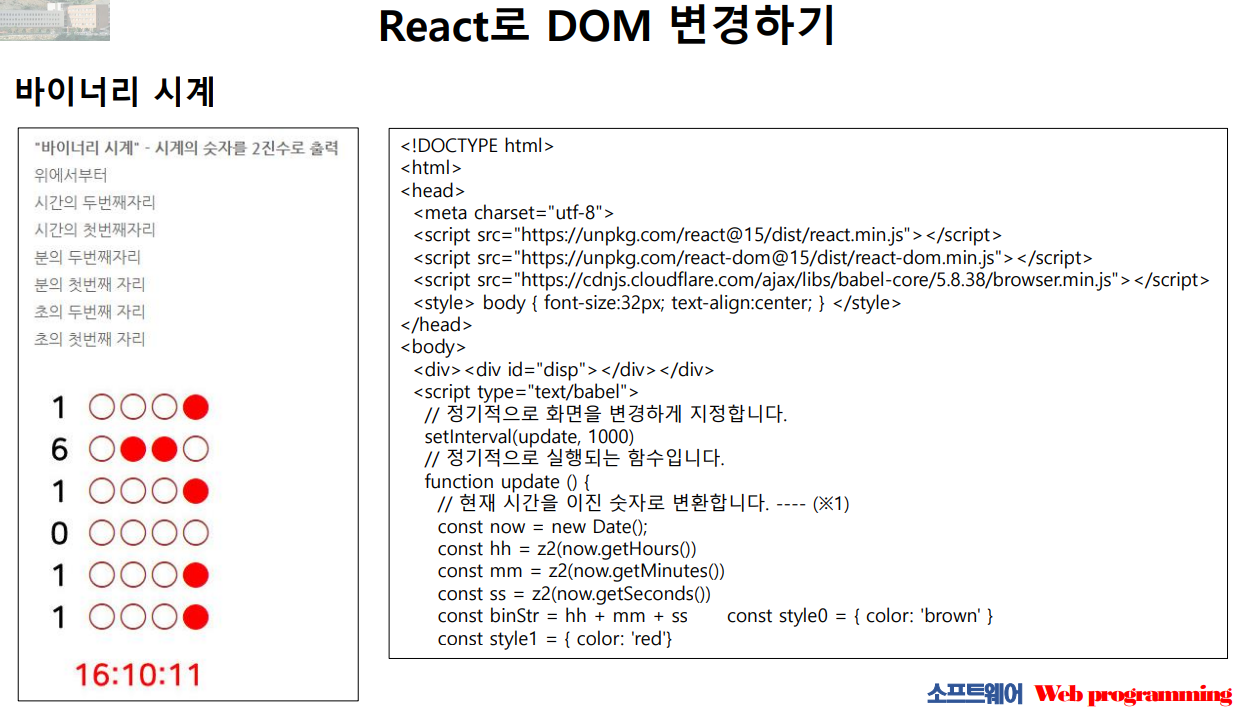 React로 DOM 변경하기
바이너리 시계
"바이너리 시계" - 시계의 숫자를 2진수로 출력
위에서부터
시간의 두번째자리
시간의 첫번째자리
분의 두번째자리
분의 첫번째 자리
초의 두번째 자리
초의 첫번째 자리
1 ○○○●
6 ○●●○
1 ○○○●
0 ○○○○
1 ○○○●
1 ○○○●
16:10:11
<!DOCTYPE html>
<html>
<head>
<meta charset="utf-8">
<script src="https://unpkg.com/react@15/dist/react.min.js"></script>
<script src="https://unpkg.com/react-dom@15/dist/react-dom.min.js"></script>
<script src="https://cdnjs.cloudflare.com/ajax/libs/babel-core/5.8.38/browser.min.js"></script>
<style> body { font-size:32px; text-align:center; } </style>
</head>
<body>
<div><div id="disp"></div></div>
<script type="text/babel">
// 정기적으로 화면을 변경하게 지정합니다.
setInterval(update, 1000)
// 정기적으로 실행되는 함수입니다.
function update () {
// 현재 시간을 이진 숫자로 변환합니다. ---- (※1)
const now = new Date();
const hh = z2(now.getHours())
const mm = z2(now.getMinutes())
const ss = z2(now.getSeconds())
const binStr = hh + mm + ss const style0 = { color: 'brown' }
const style1 = { color: 'red'}
소프트웨어 Web programming